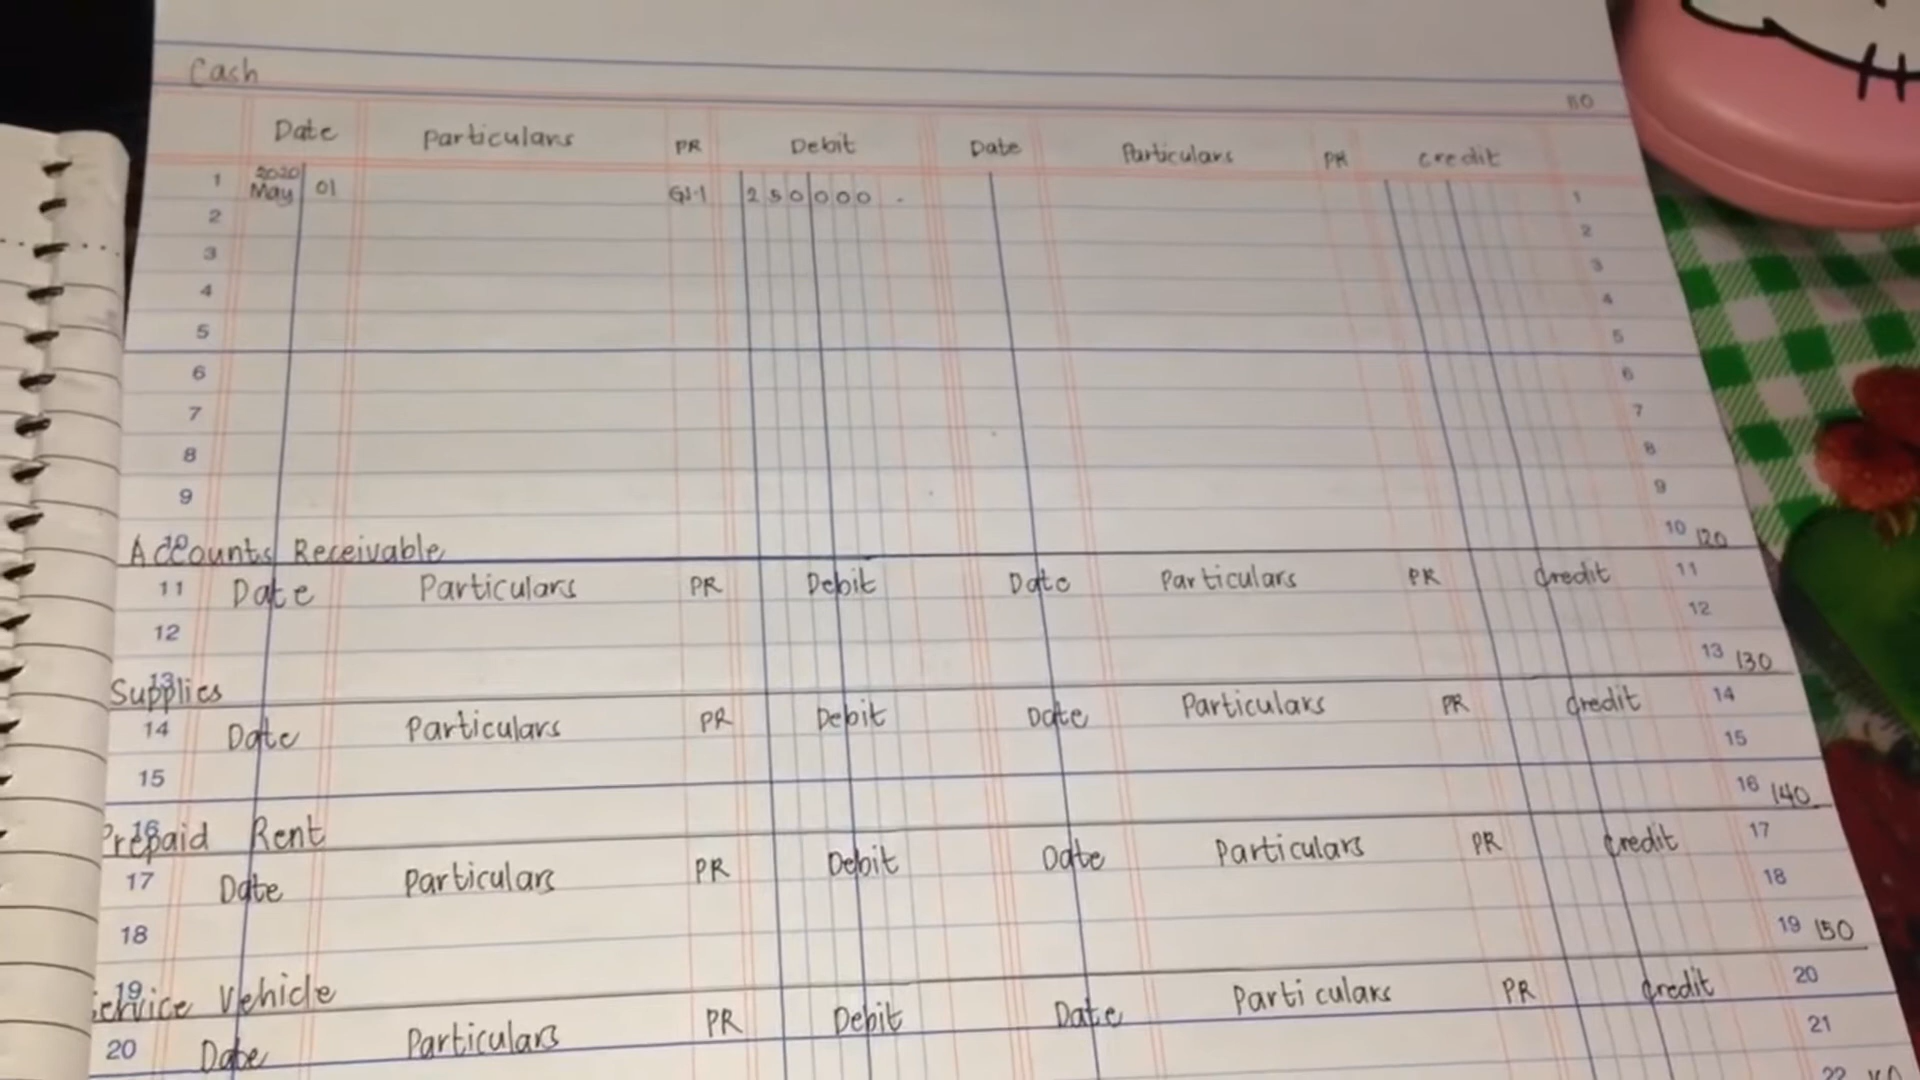 Cash
110
Date Particulars PR Debit Date Particulars PR Credit
1 2020 May 01 GJ-1 250000 - 1
2 2
3 3
4 4
5 5
6 6
7 7
8 8
9 9
Accounts Receivable 10 120
11 Date Particulars PR Debit Date Particulars PR Credit 11
12 12
Supplies 13 13 130
14 Date Particulars PR Debit Date Particulars PR Credit 14
15 15
Prepaid Rent 16 16 140
17 Date Particulars PR Debit Date Particulars PR Credit 17
18 18
Service Vehicle 19 19 150
20 Date Particulars PR Debit Date Particulars PR Credit 20
21